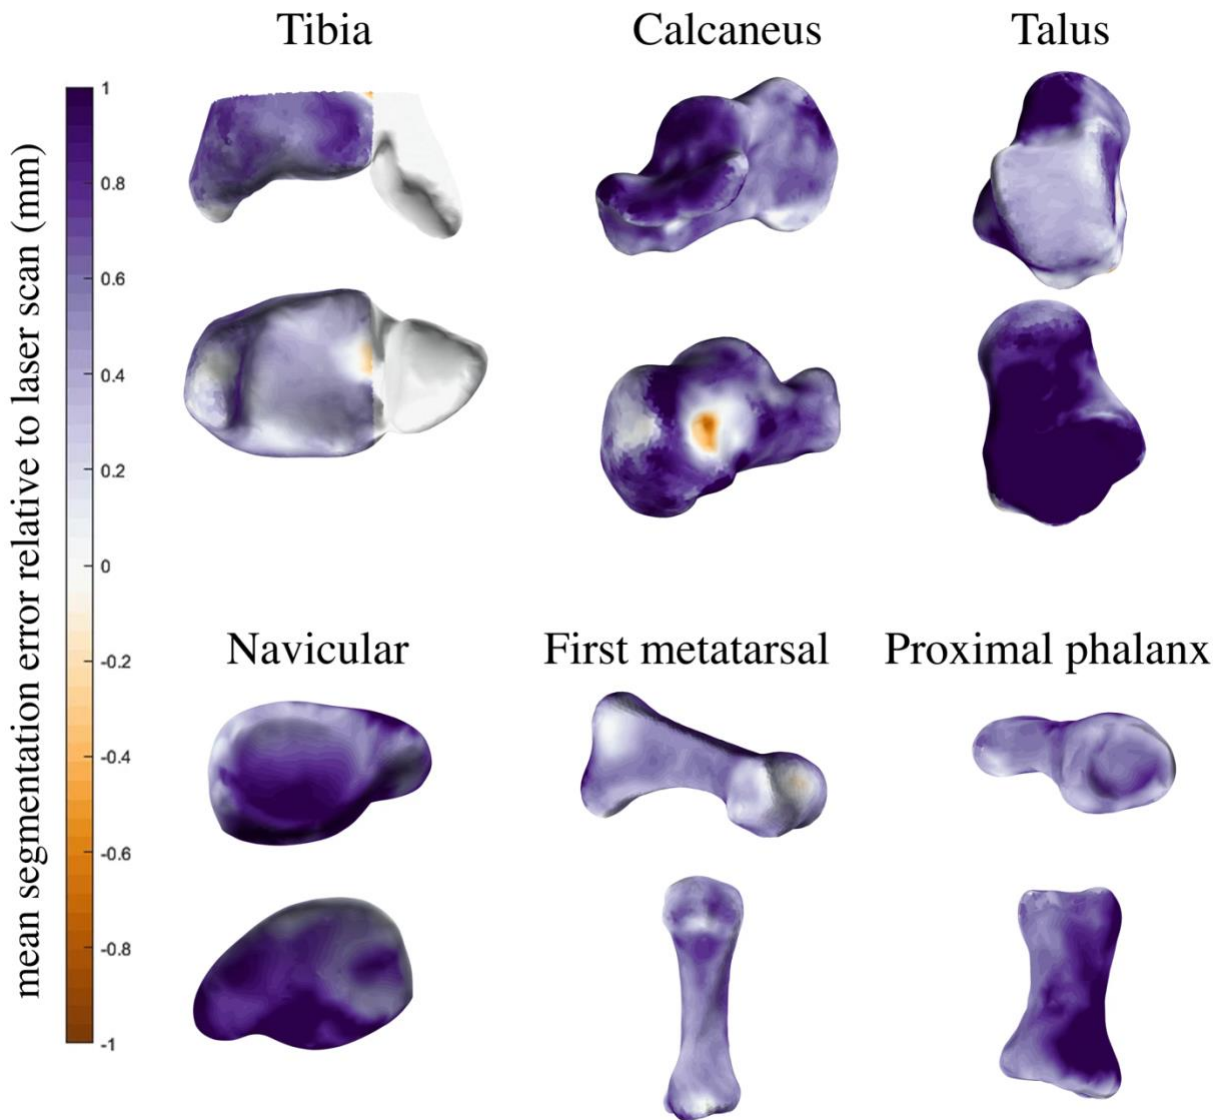 Tibia
Calcaneus
Talus
mean segmentation error relative to laser scan (mm)
1
0.8
0.6
0.4
0.2
0
-0.2
-0.4
-0.6
-0.8
-1
Navicular
First metatarsal
Proximal phalanx